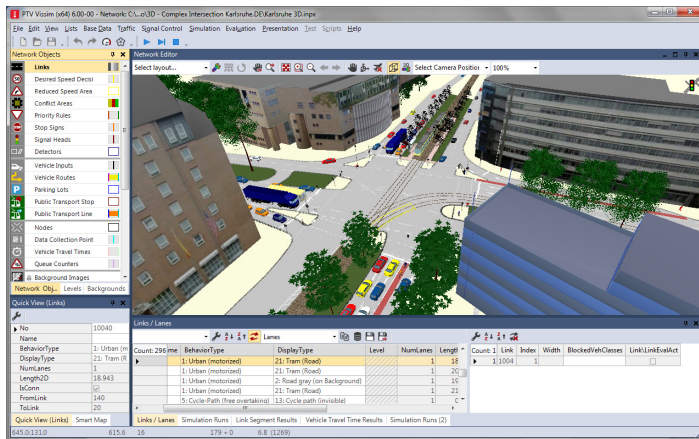 PTV Vissim (x64) 6.00-00 - Network: C:\...o\3D - Complex Intersection Karlsruhe.DE\Karlsruhe 3D.inpx
File Edit View Lists Base Data Traffic Signal Control Simulation Evaluation Presentation Test Scripts Help
Network Objects
Network Editor
Select layout...
Select Camera Position
100%
Links
Desired Speed Decisi
Reduced Speed Area
Conflict Areas
Priority Rules
Stop Signs
Signal Heads
Detectors
Vehicle Inputs
Vehicle Routes
Parking Lots
Public Transport Stop
Public Transport Line
Nodes
Data Collection Point
Vehicle Travel Times
Queue Counters
Background Images
Network Obj... Levels Backgrounds
Quick View (Links)
No 10040
Name
BehaviorType 1: Urban (m
DisplayType 21: Tram (R
NumLanes 1
Length2D 18.943
IsConn
FromLink 140
ToLink 20
Quick View (Links) Smart Map
Links / Lanes
Lanes
Count: 296 me BehaviorType DisplayType Level NumLanes Lengt
1: Urban (motorized) 21: Tram (Road) 1 18
1: Urban (motorized) 21: Tram (Road) 1 20
1: Urban (motorized) 2: Road gray (on Background) 1 19
1: Urban (motorized) 21: Tram (Road) 1 21
5: Cycle-Path (free overtaking) 13: Cycle path (invisible) 1
Count: 1 Link Index Width BlockedVehClasses Link\LinkEvalAct
1 1004 1
Links / Lanes Simulation Runs Link Segment Results Vehicle Travel Time Results Simulation Runs (2)
645.0:131.0 615.6 16 179 + 0 6.8 (1269)